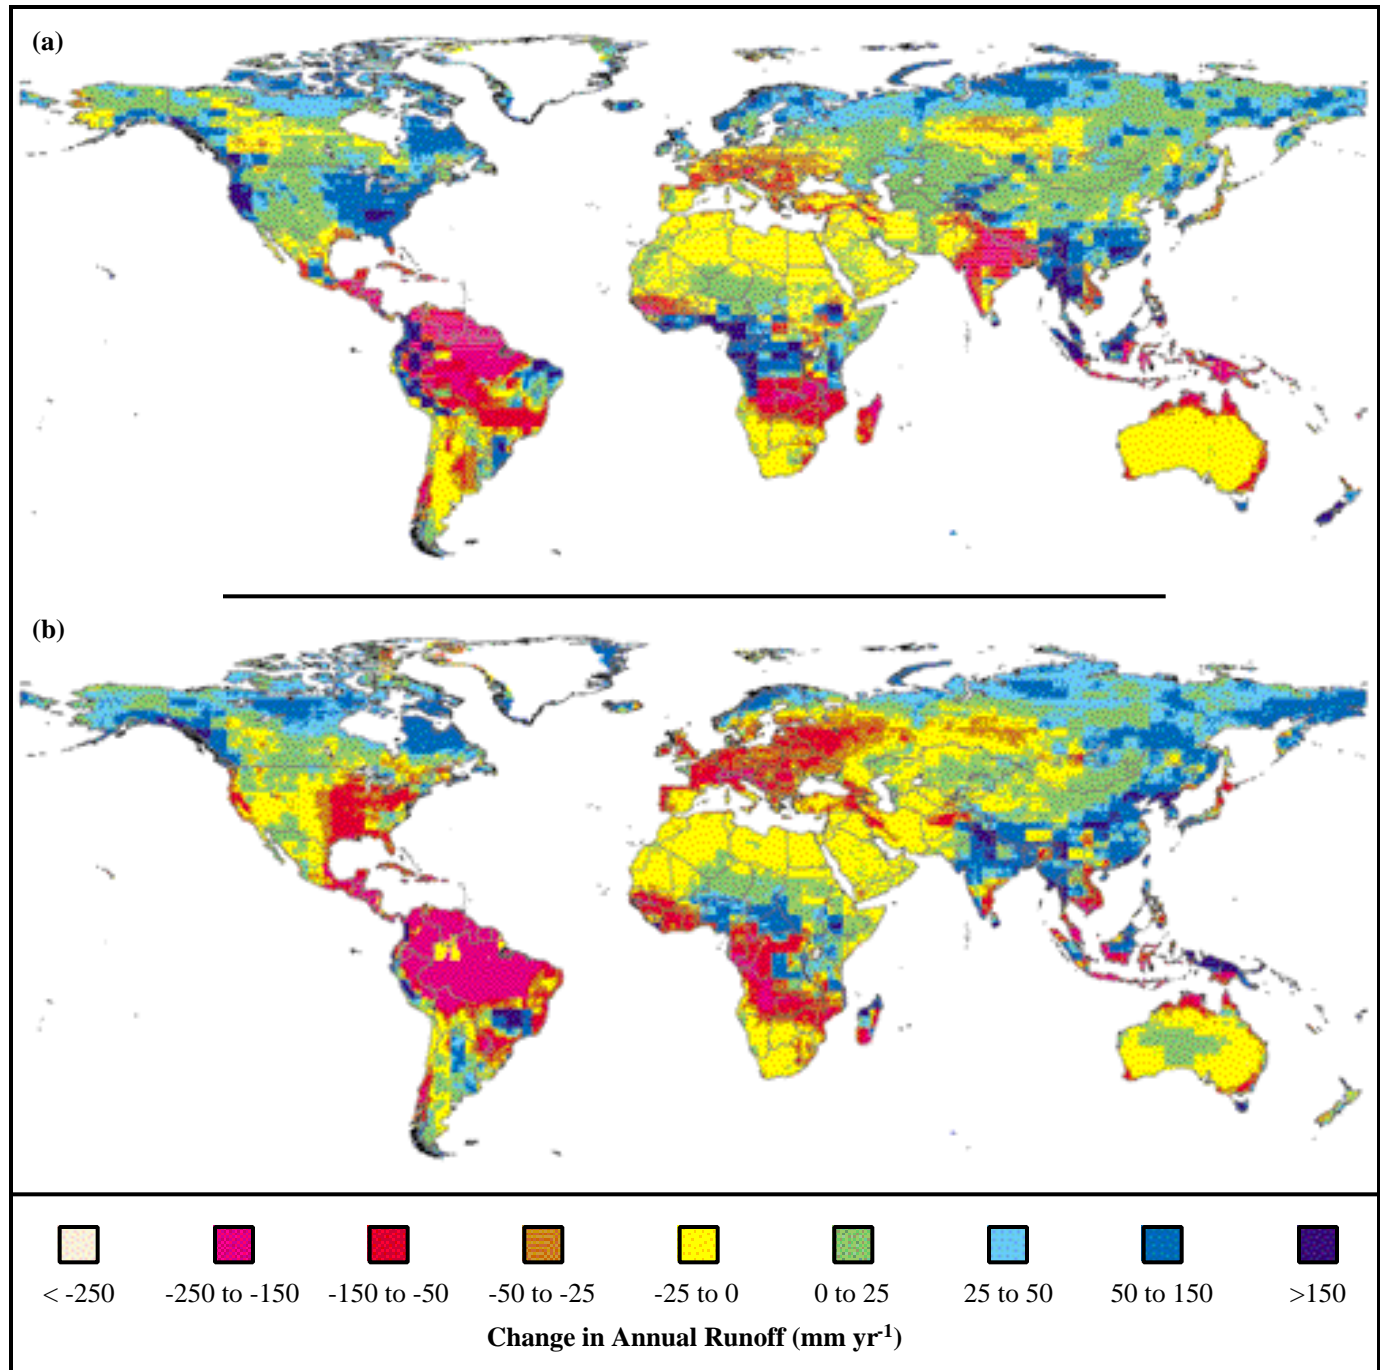 (a)
(b)
< -250 -250 to -150 -150 to -50 -50 to -25 -25 to 0 0 to 25 25 to 50 50 to 150 >150
Change in Annual Runoff (mm yr-1)